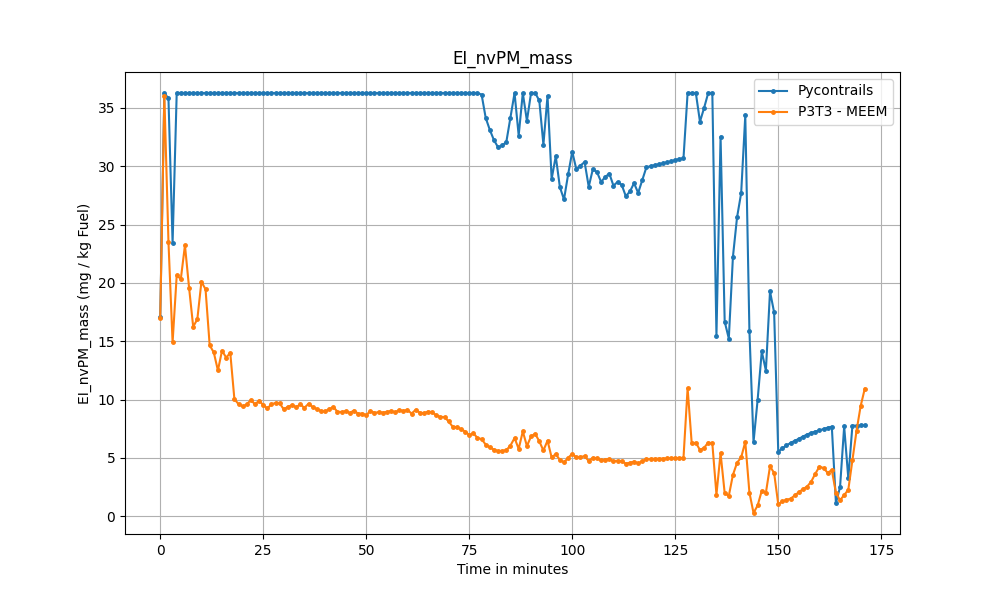 EI_nvPM_mass
Pycontrails
P3T3 - MEEM
EI_nvPM_mass (mg / kg Fuel)
35
30
25
20
15
10
5
0
0 25 50 75 100 125 150 175
Time in minutes